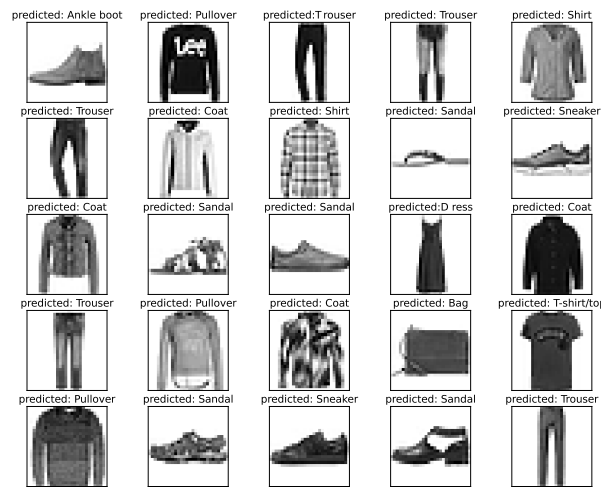 predicted: Ankle boot predicted: Pullover predicted:Trouser predicted: Trouser predicted: Shirt
Lee
predicted: Trouser predicted: Coat predicted: Shirt predicted: Sandal predicted: Sneaker
predicted: Coat predicted: Sandal predicted: Sandal predicted:D ress predicted: Coat
predicted: Trouser predicted: Pullover predicted: Coat predicted: Bag predicted: T-shirt/top
predicted: Pullover predicted: Sandal predicted: Sneaker predicted: Sandal predicted: Trouser